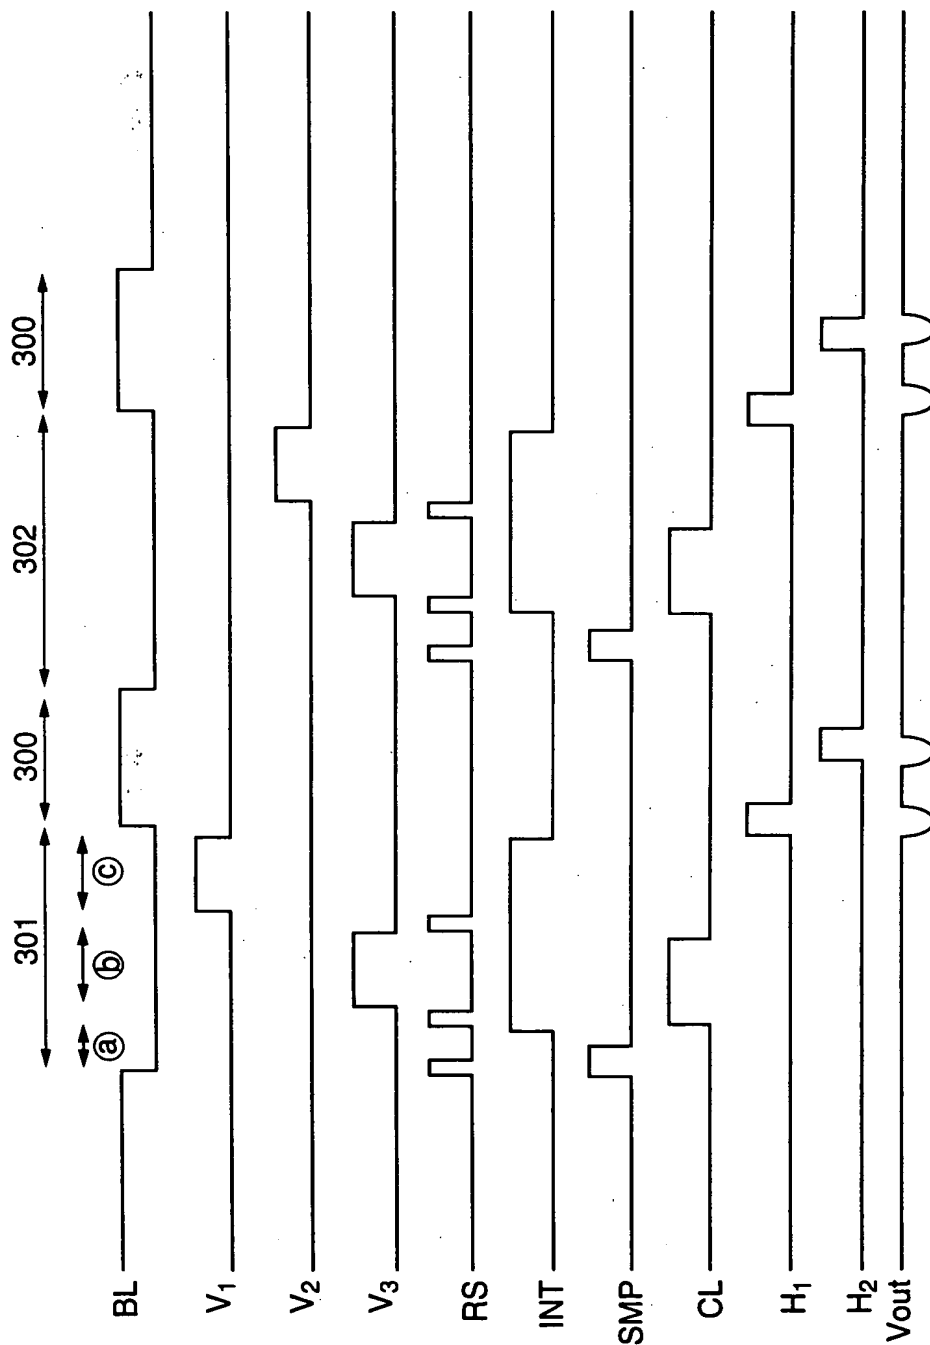 301 300 302 300
ⓐ ⓑ ⓒ
BL
V₁
V₂
V₃
RS
INT
SMP
CL
H₁
H₂
Vout